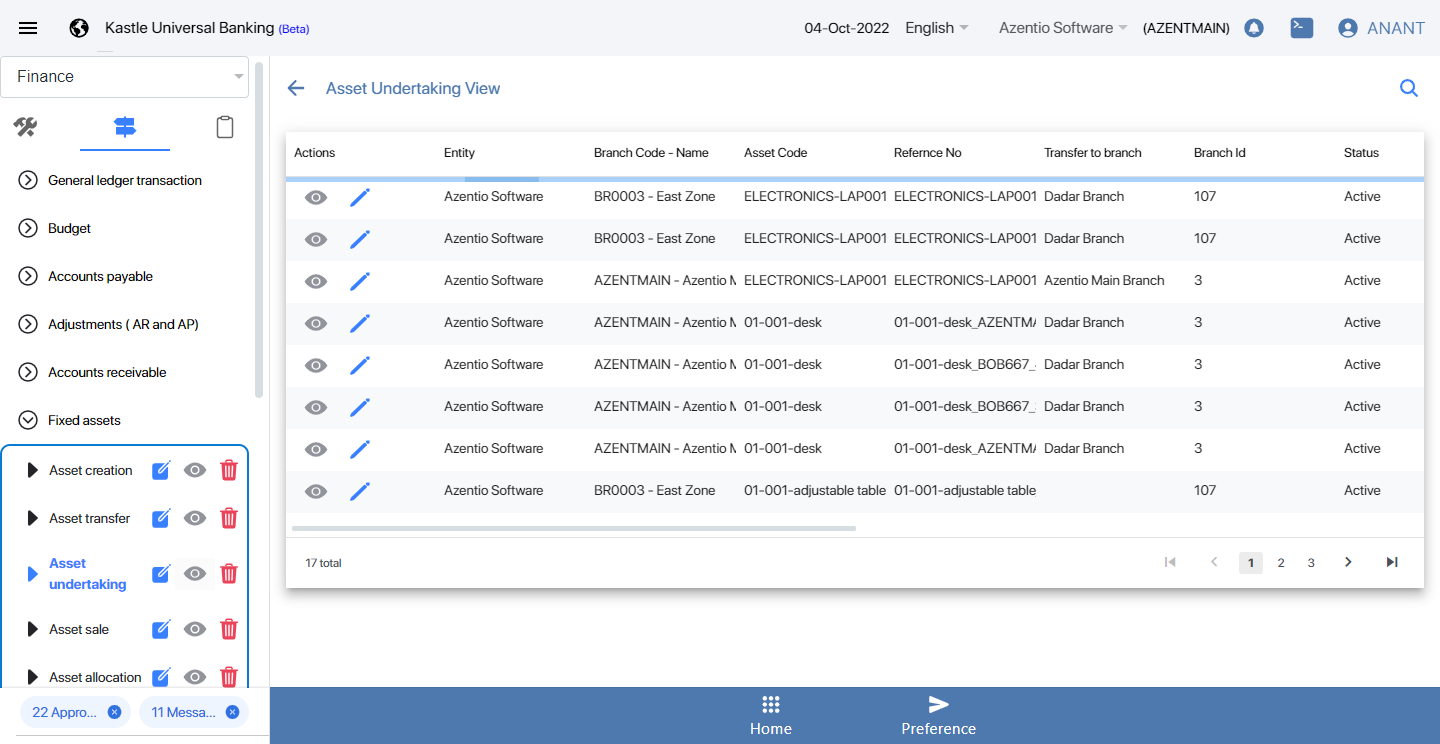 Kastle Universal Banking (Beta)
04-Oct-2022 English Azentio Software (AZENTMAIN) ANANT
Finance
General ledger transaction
Budget
Accounts payable
Adjustments ( AR and AP)
Accounts receivable
Fixed assets
Asset creation
Asset transfer
Asset
undertaking
Asset sale
Asset allocation
22 Appro...
11 Messa...
Asset Undertaking View
Actions Entity Branch Code - Name Asset Code Refernce No Transfer to branch Branch Id Status
Azentio Software BR0003 - East Zone ELECTRONICS-LAP001 ELECTRONICS-LAP001 Dadar Branch 107 Active
Azentio Software BR0003 - East Zone ELECTRONICS-LAP001 ELECTRONICS-LAP001 Dadar Branch 107 Active
Azentio Software AZENTMAIN - Azentio M ELECTRONICS-LAP001 ELECTRONICS-LAP001 Azentio Main Branch 3 Active
Azentio Software AZENTMAIN - Azentio M 01-001-desk 01-001-desk_AZENTMA Dadar Branch 3 Active
Azentio Software AZENTMAIN - Azentio M 01-001-desk 01-001-desk_BOB667_ Dadar Branch 3 Active
Azentio Software AZENTMAIN - Azentio M 01-001-desk 01-001-desk_BOB667_ Dadar Branch 3 Active
Azentio Software AZENTMAIN - Azentio M 01-001-desk 01-001-desk_AZENTMA Dadar Branch 3 Active
Azentio Software BR0003 - East Zone 01-001-adjustable table 01-001-adjustable table 107 Active
17 total
1 2 3
Home
Preference